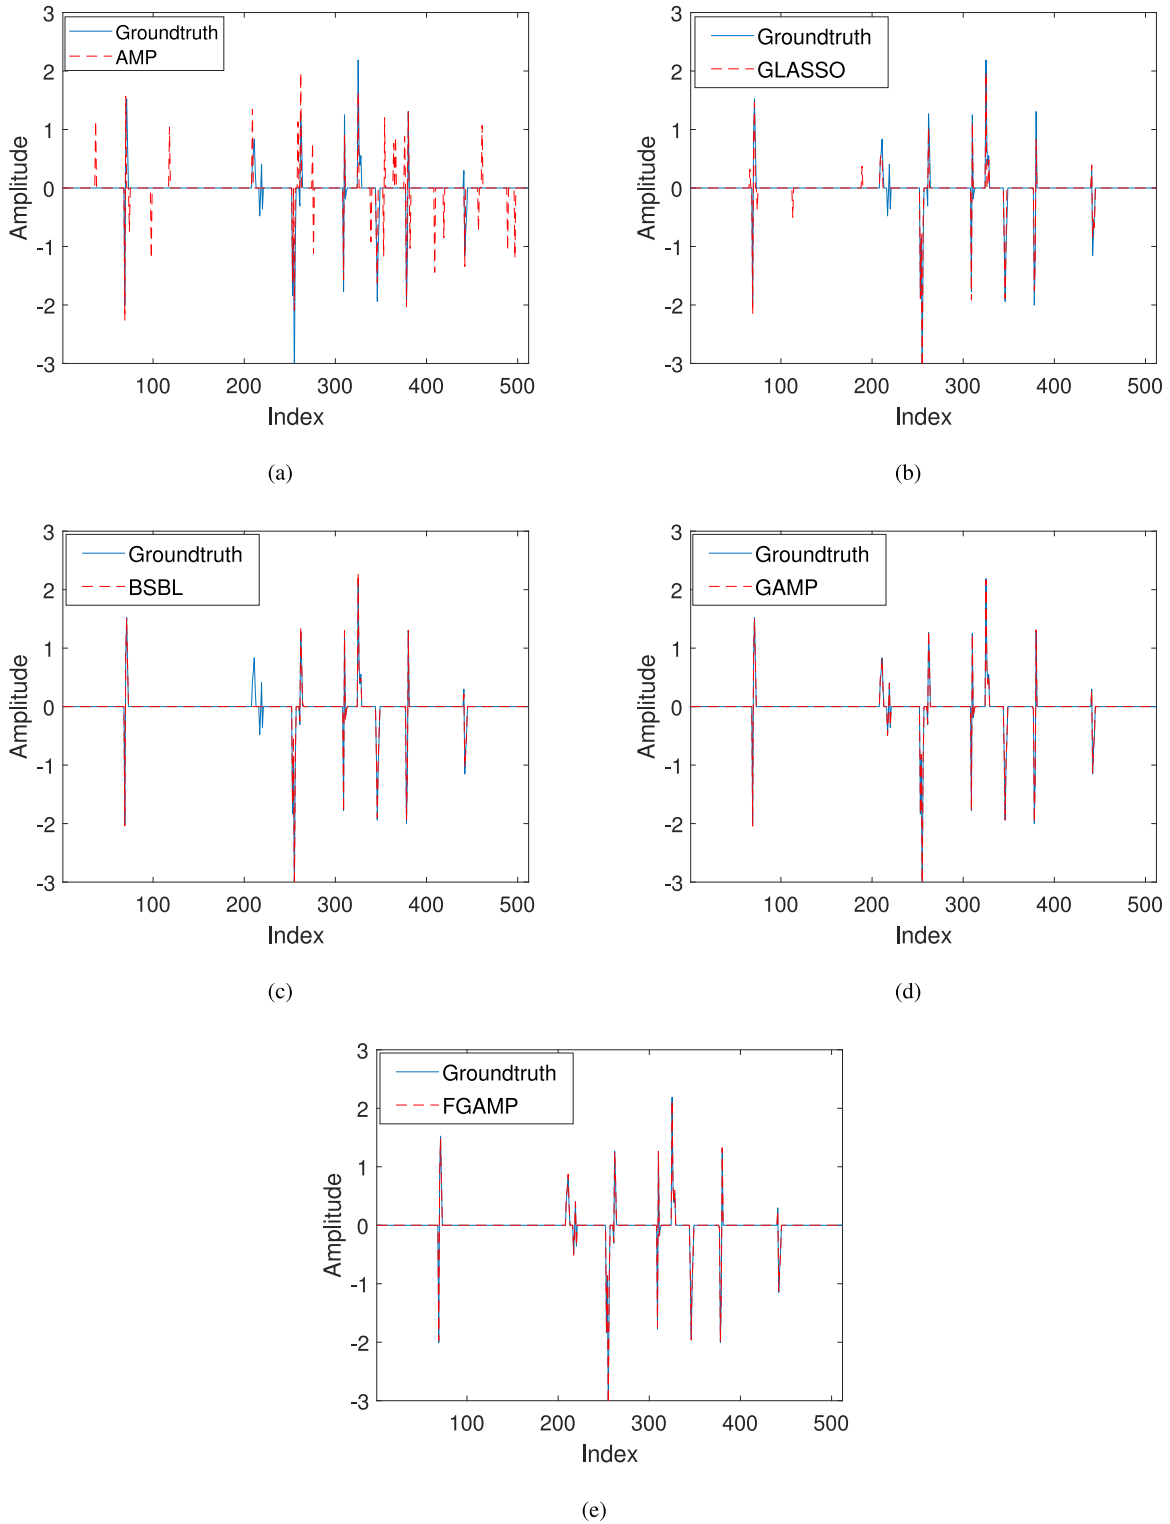 3
2
1
0
-1
-2
-3
Amplitude
Groundtruth
AMP
100 200 300 400 500
Index
(a)
3
2
1
0
-1
-2
-3
Amplitude
Groundtruth
GLASSO
100 200 300 400 500
Index
(b)
3
2
1
0
-1
-2
-3
Amplitude
Groundtruth
BSBL
100 200 300 400 500
Index
(c)
3
2
1
0
-1
-2
-3
Amplitude
Groundtruth
GAMP
100 200 300 400 500
Index
(d)
3
2
1
0
-1
-2
-3
Amplitude
Groundtruth
FGAMP
100 200 300 400 500
Index
(e)